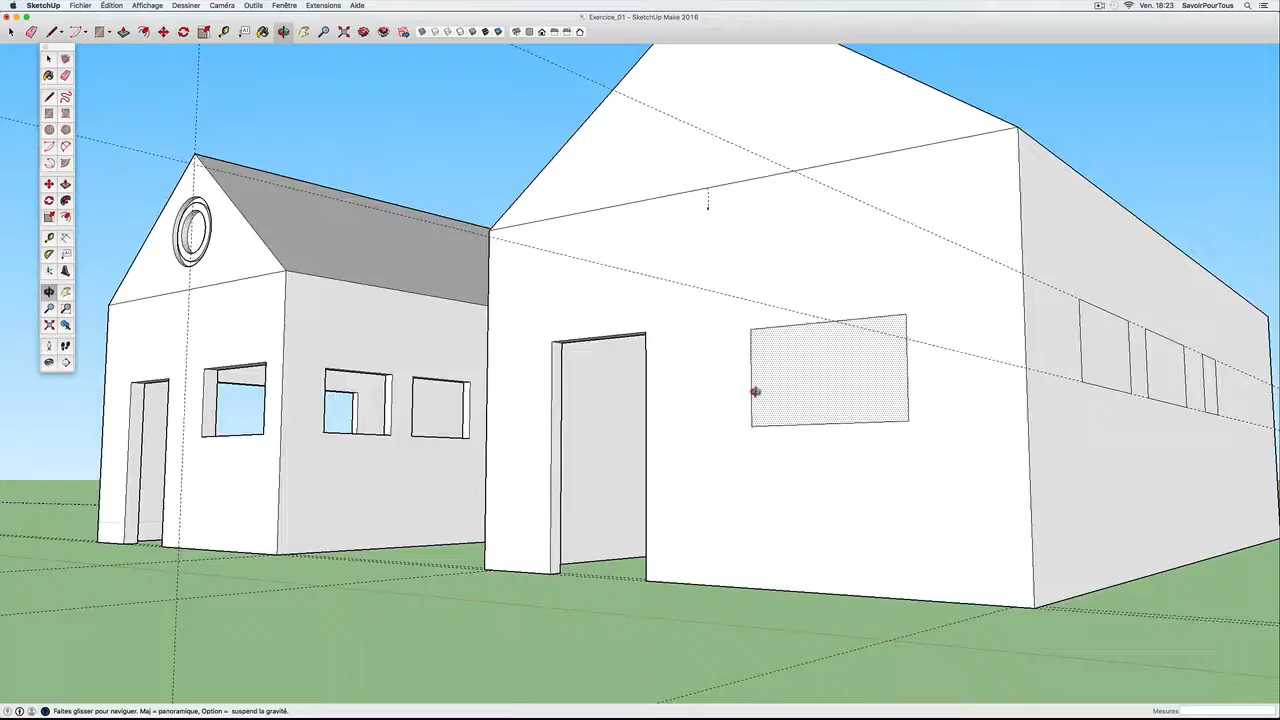 SketchUp Fichier Édition Affichage Dessiner Caméra Outils Fenêtre Extensions Aide Ven. 18:23 SavoirPourTous
Exercice_01 - SketchUp Make 2016
Faites glisser pour naviguer. Maj = panoramique, Option = suspend la gravité. Mesures